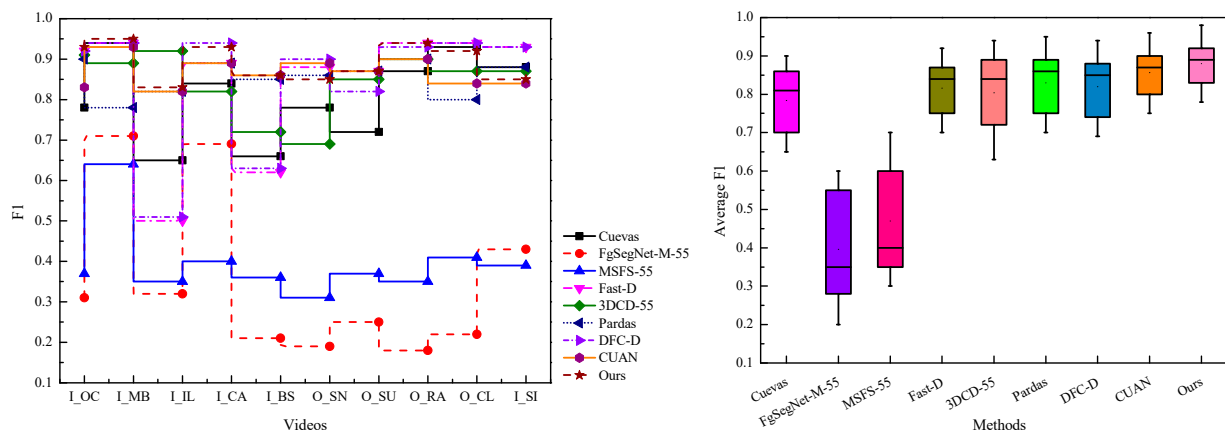 1.0
0.9
0.8
0.7
0.6
0.5
0.4
0.3
0.2
0.1
F1
I_OC I_MB I_IL I_CA I_BS O_SN O_SU O_RA O_CL I_SI
Videos
Cuevas
FgSegNet-M-55
MSFS-55
Fast-D
3DCD-55
Pardas
DFC-D
CUAN
Ours
1.0
0.9
0.8
0.7
0.6
0.5
0.4
0.3
0.2
0.1
Average F1
Cuevas FgSegNet-M-55 MSFS-55 Fast-D 3DCD-55 Pardas DFC-D CUAN Ours
Methods